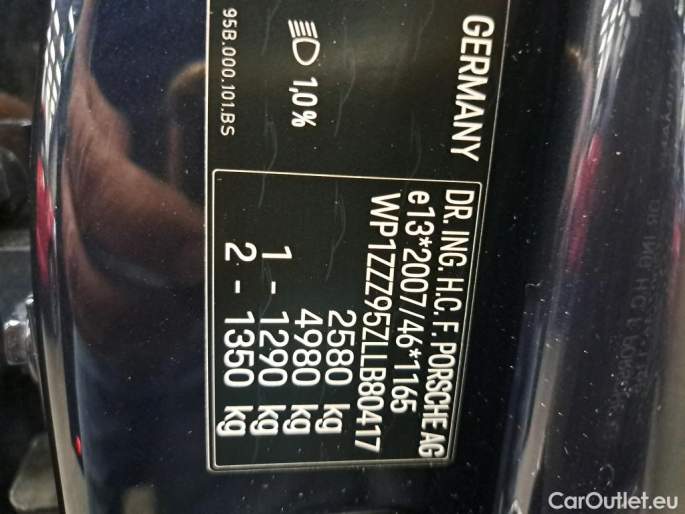 GERMANY
1,0%
95B.000.101.BS
DR. ING. H.C. F. PORSCHE AG
e13*2007/46*1165
WP1ZZZ95ZLLB80417
2580 kg
4980 kg
1 - 1290 kg
2 - 1350 kg
CarOutlet.eu